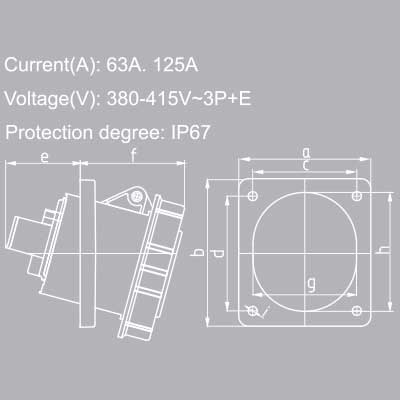 Current(A): 63A. 125A
Voltage(V): 380-415V~3P+E
Protection degree: IP67
e f
a
c
b d h
g